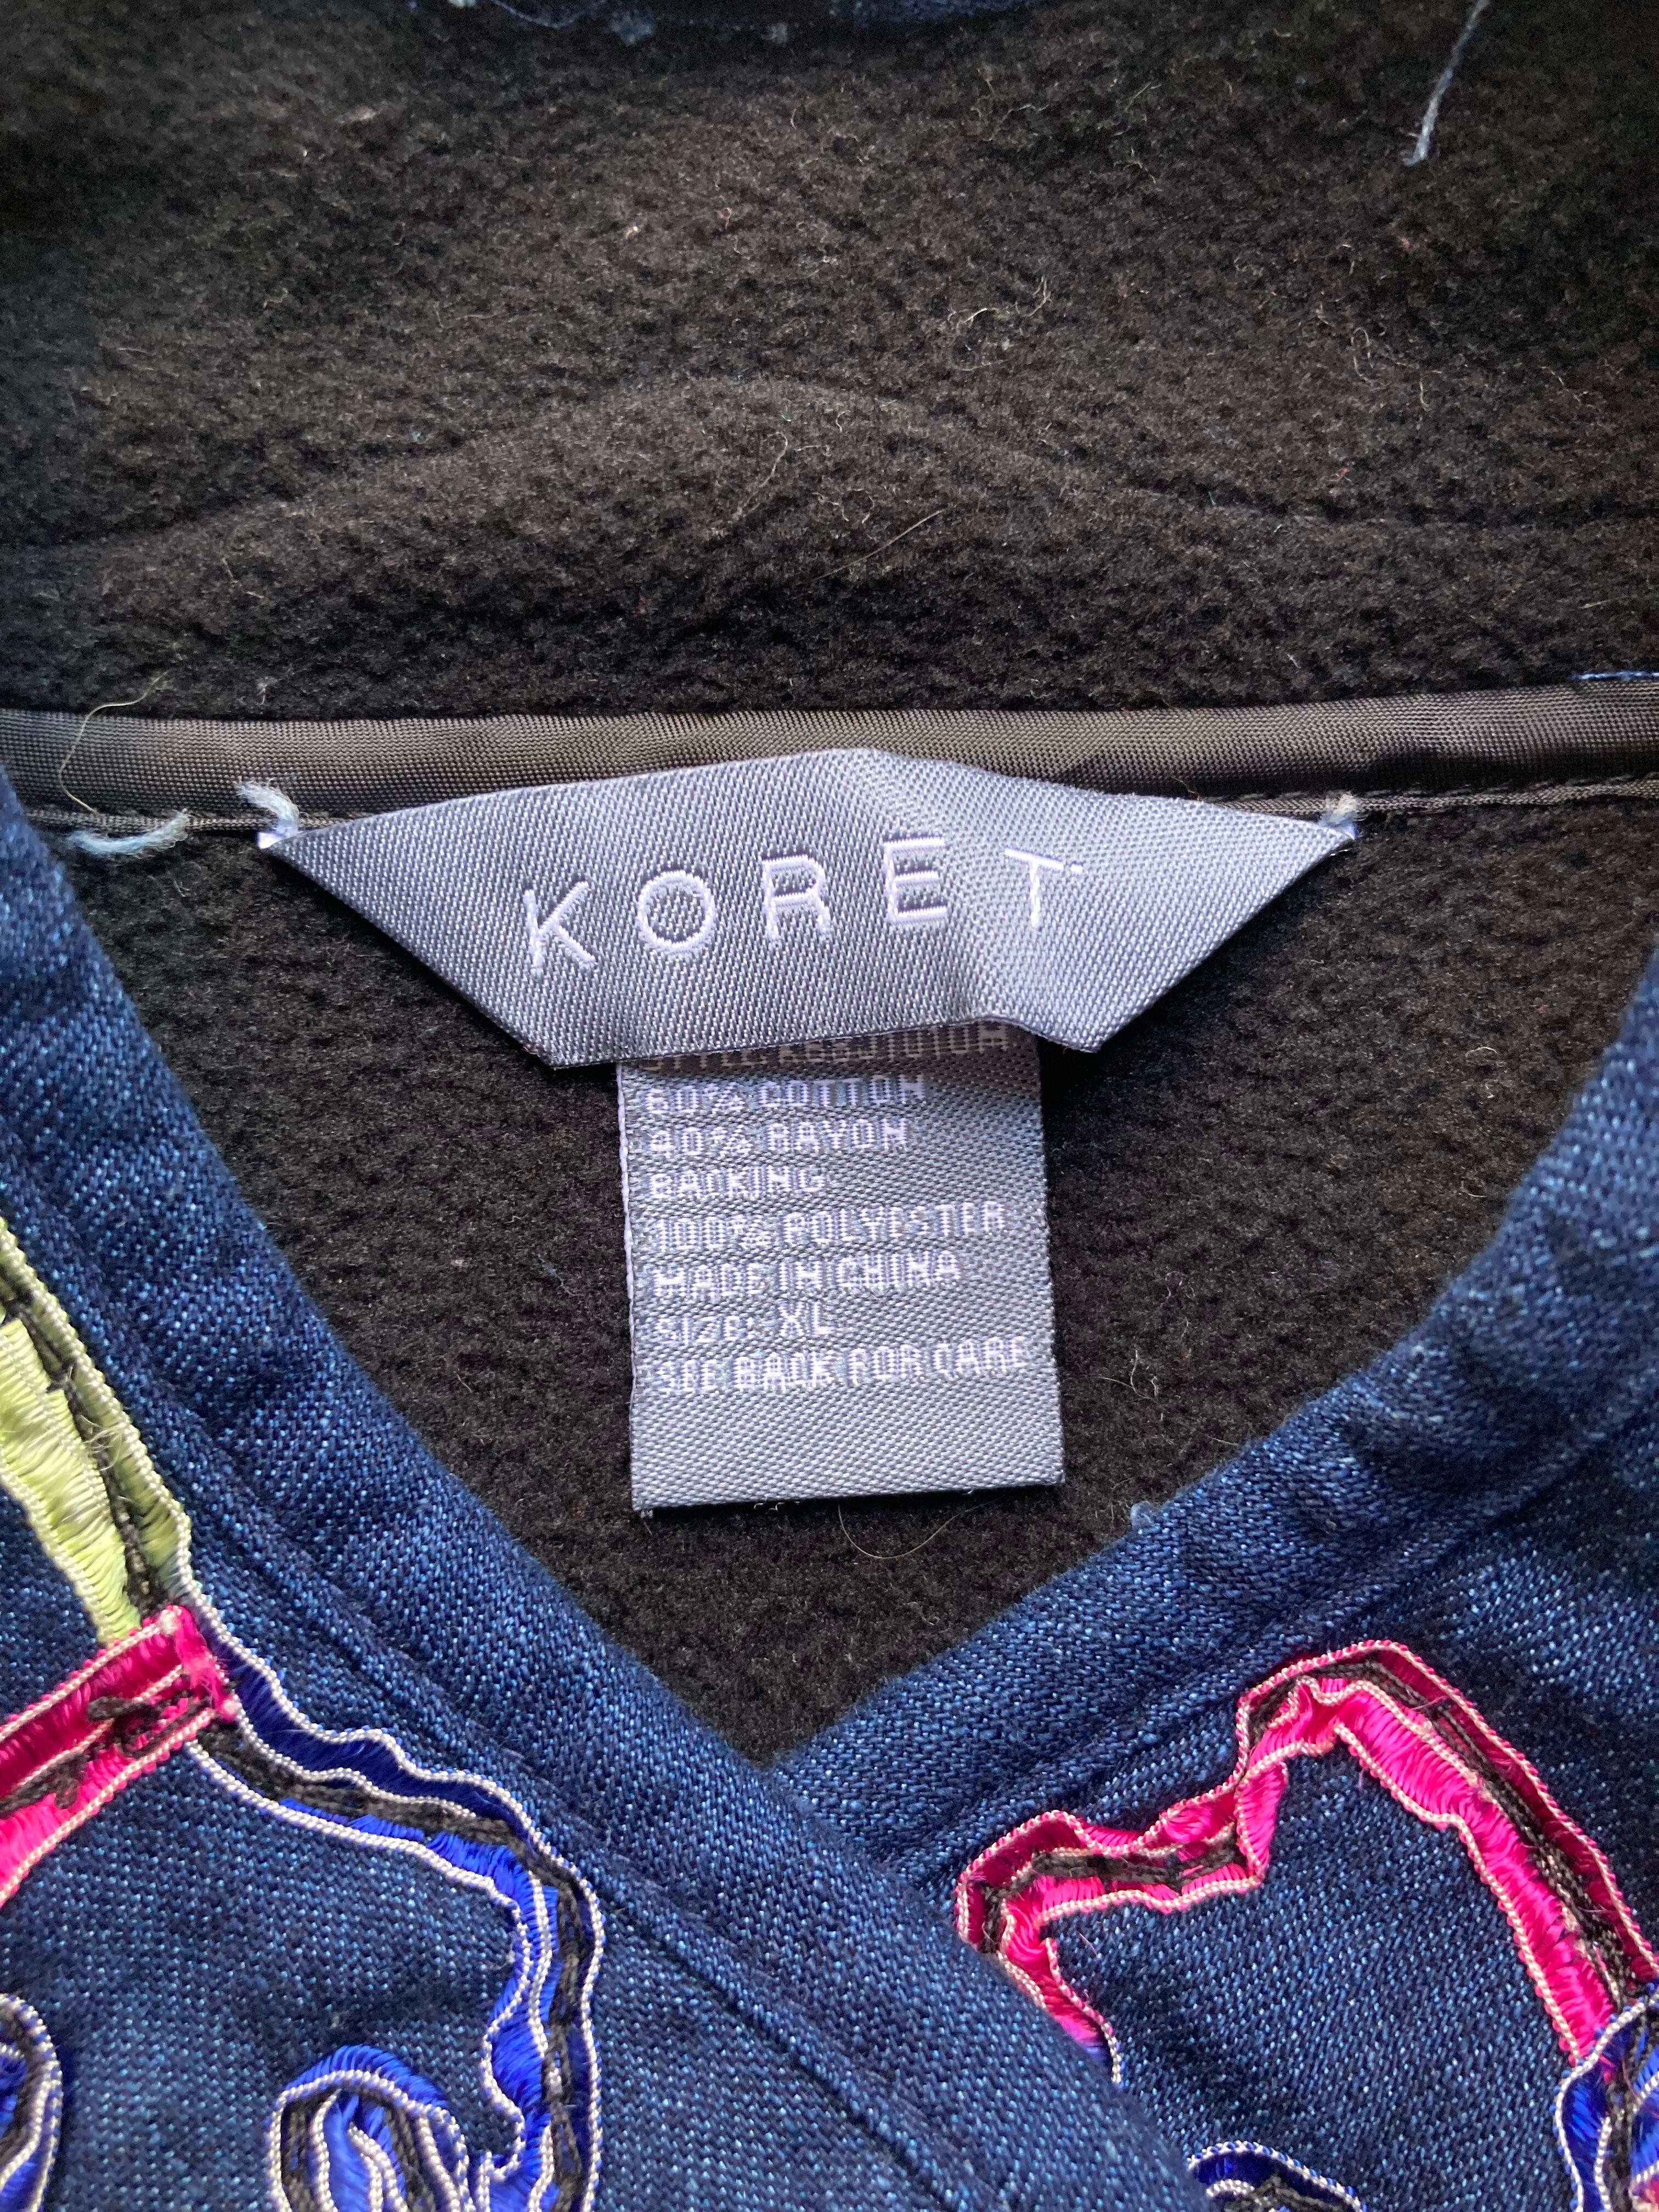 KORET
60% COTTON
40% RAYON
BACKING
100% POLYESTER
MADE IN CHINA
SIZE: XL
SEE BACK FOR CARE